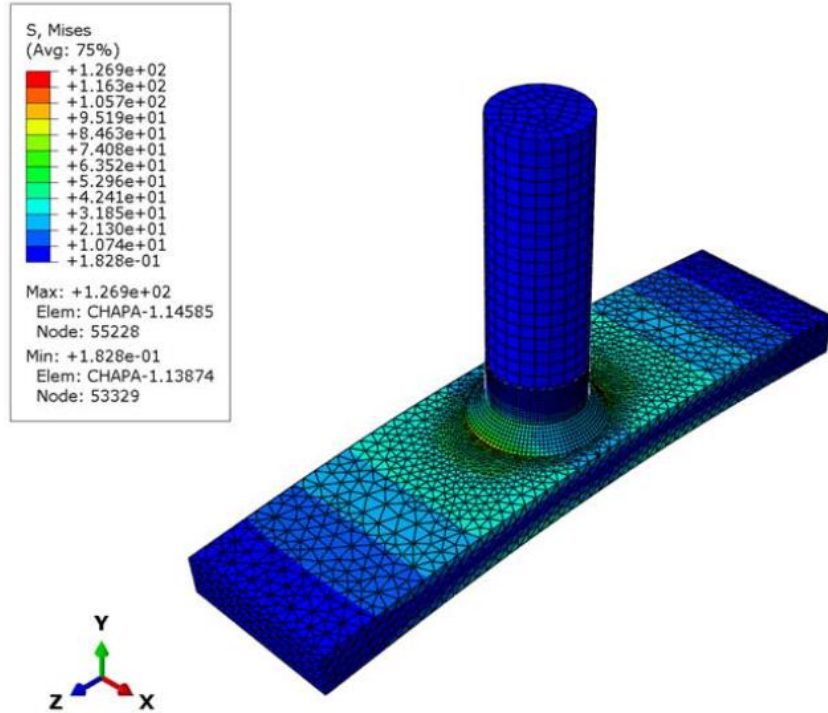 S, Mises
(Avg: 75%)
+1.269e+02
+1.163e+02
+1.057e+02
+9.519e+01
+8.463e+01
+7.408e+01
+6.352e+01
+5.296e+01
+4.241e+01
+3.185e+01
+2.130e+01
+1.074e+01
+1.828e-01
Max: +1.269e+02
Elem: CHAPA-1.14585
Node: 55228
Min: +1.828e-01
Elem: CHAPA-1.13874
Node: 53329
Y
Z X